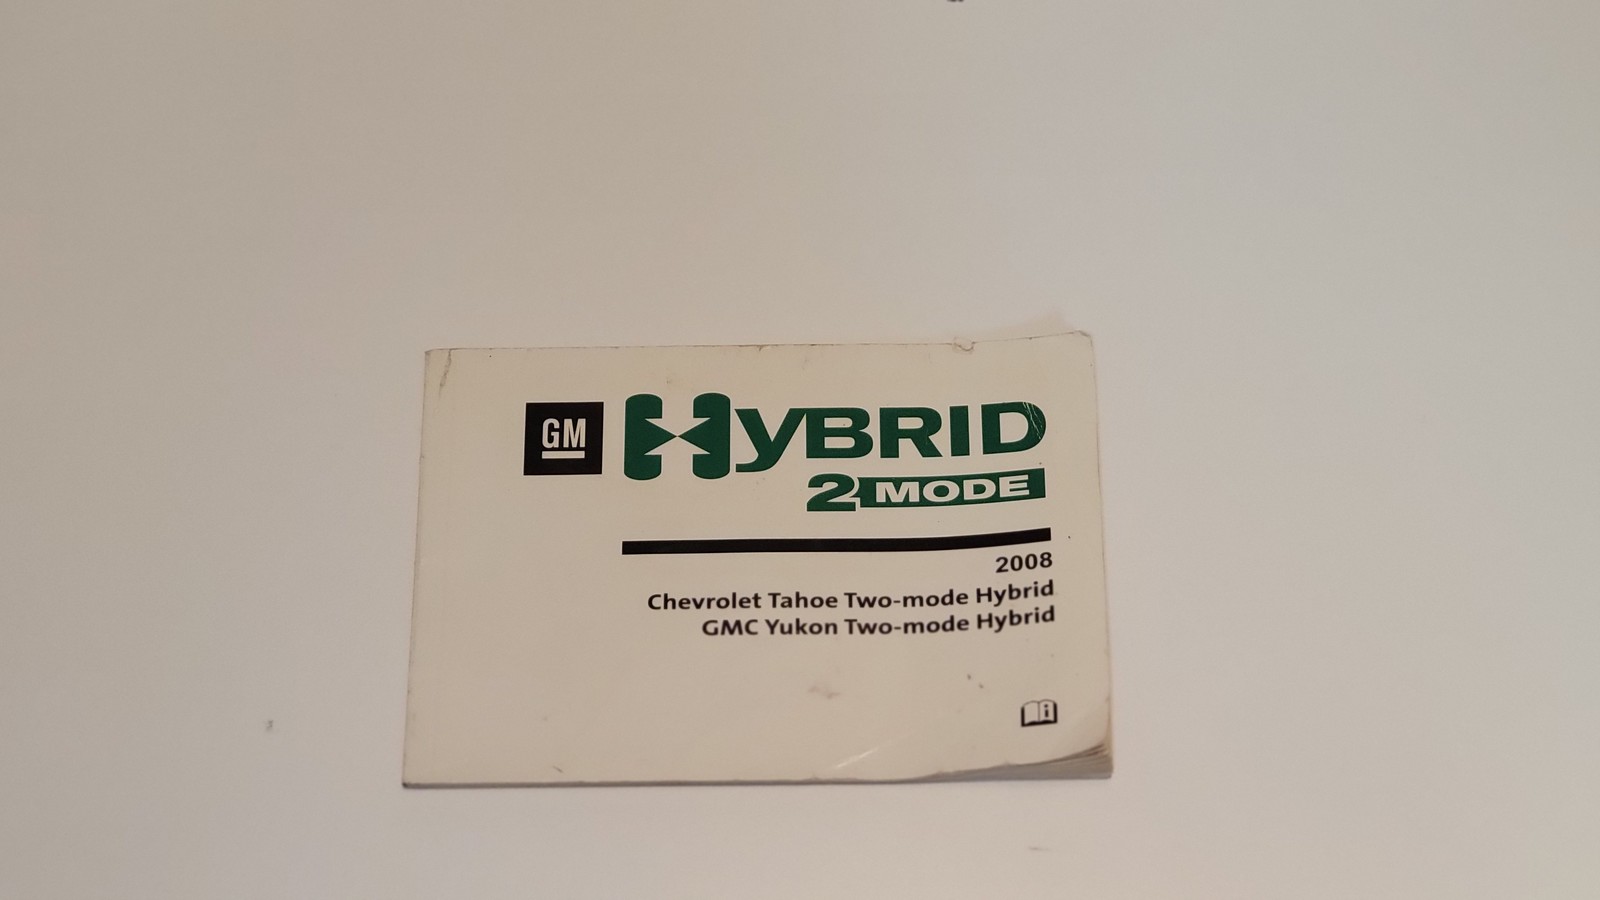 GM
HYBRID
2 MODE
2008
Chevrolet Tahoe Two-mode Hybrid
GMC Yukon Two-mode Hybrid
i